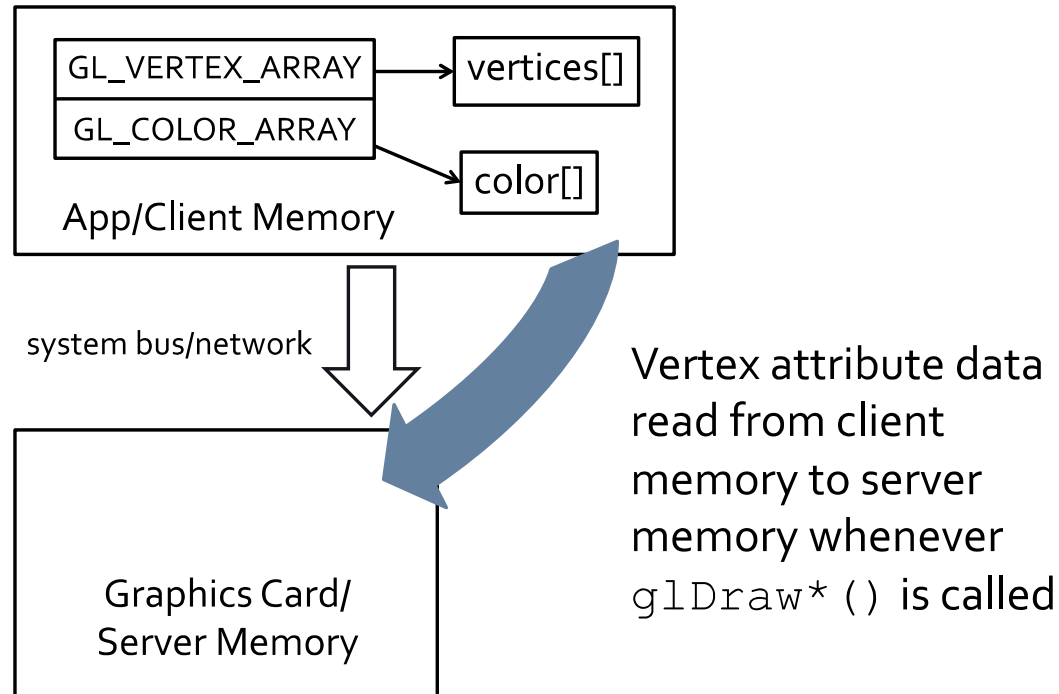 GL_VERTEX_ARRAY
vertices[]
GL_COLOR_ARRAY
color[]
App/Client Memory
system bus/network
Vertex attribute data
read from client
memory to server
memory whenever
glDraw*() is called
Graphics Card/
Server Memory